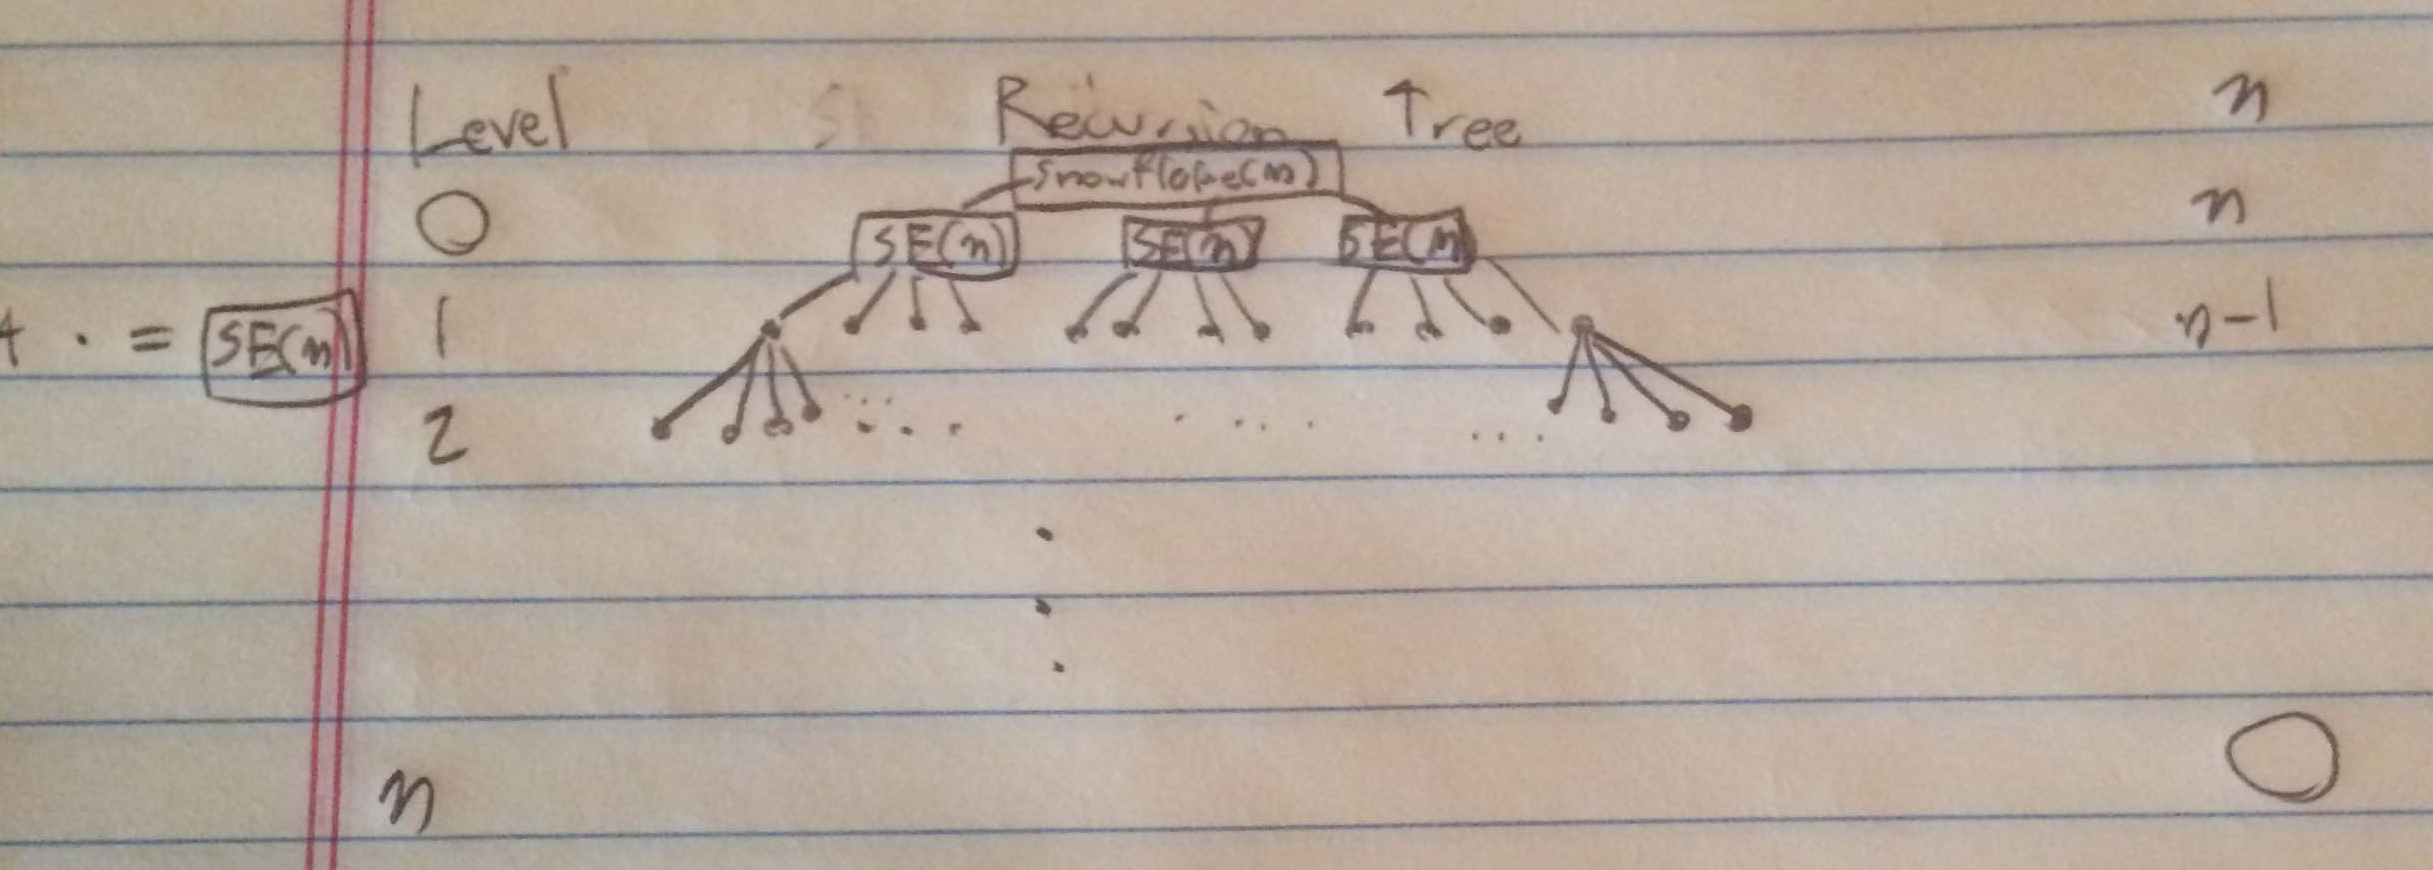 Level Recursion Tree n
Snowflake(n)
0 SE(n) SE(n) SE(n) n
· = SE(n) 1 n-1
2
n 0